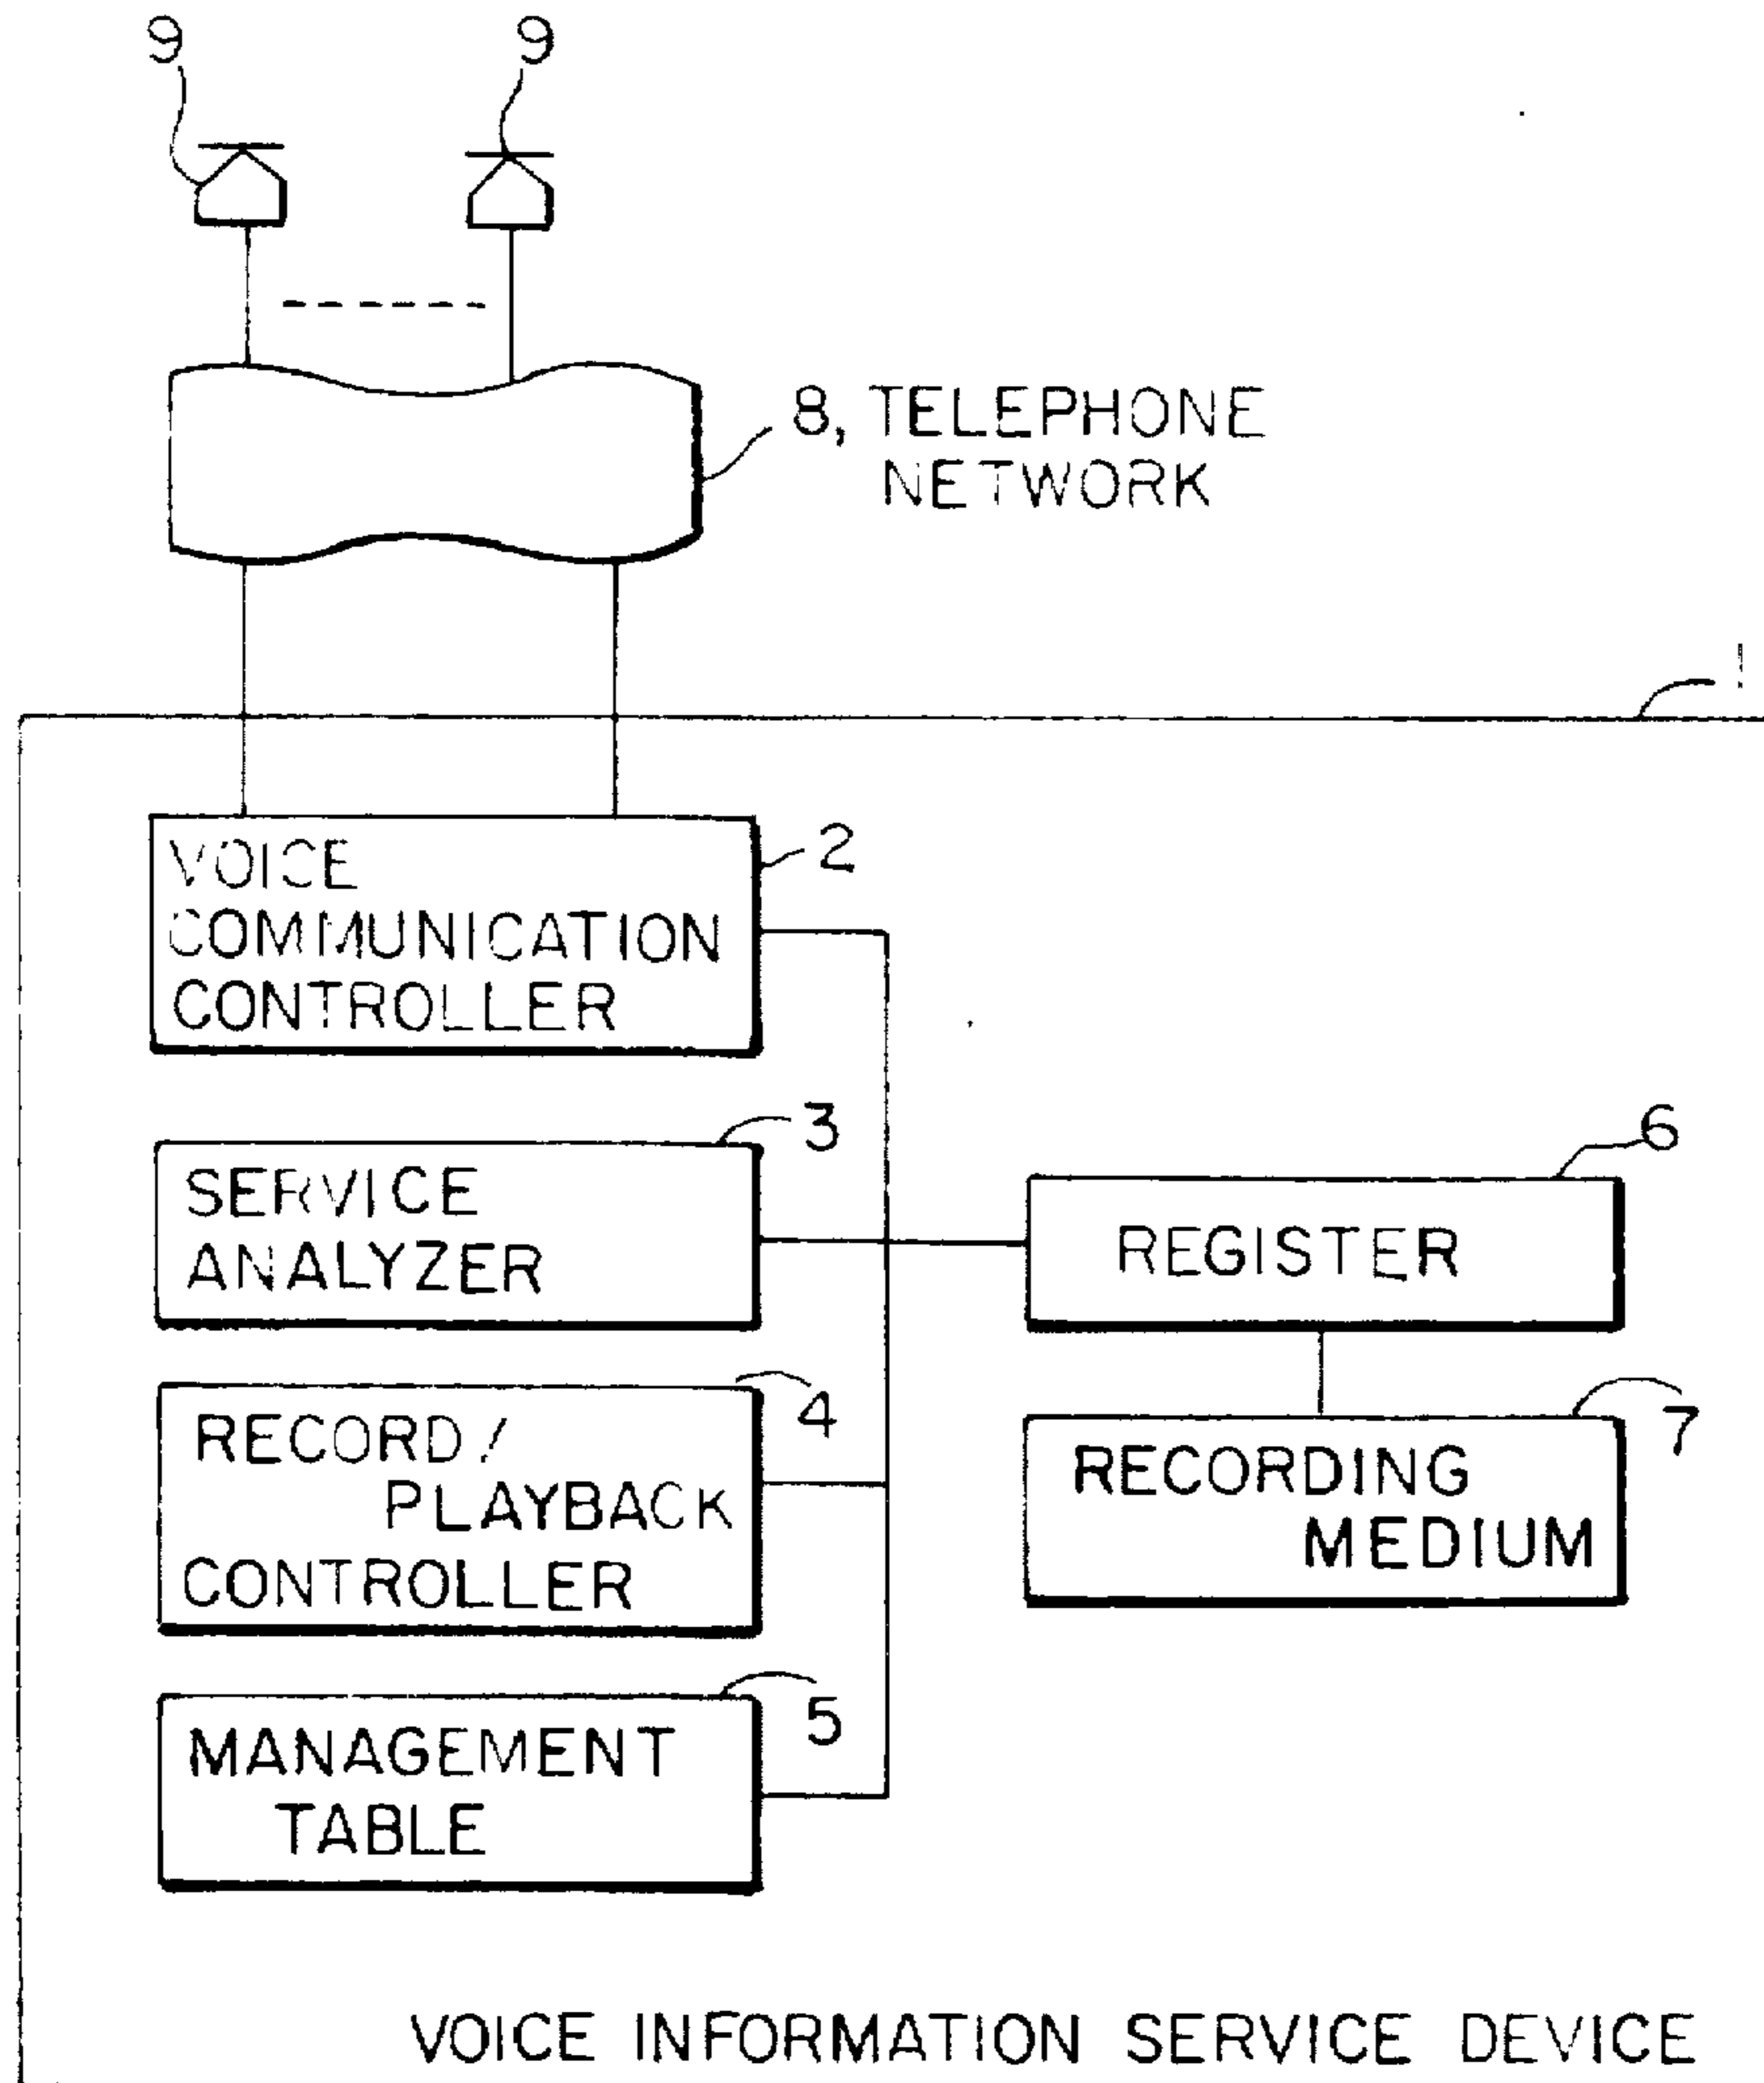 9
9
8, TELEPHONE
NETWORK
1
VOICE
COMMUNICATION
CONTROLLER
2
SERVICE
ANALYZER
3
RECORD/
PLAYBACK
CONTROLLER
4
MANAGEMENT
TABLE
5
REGISTER
6
RECORDING
MEDIUM
7
VOICE INFORMATION SERVICE DEVICE